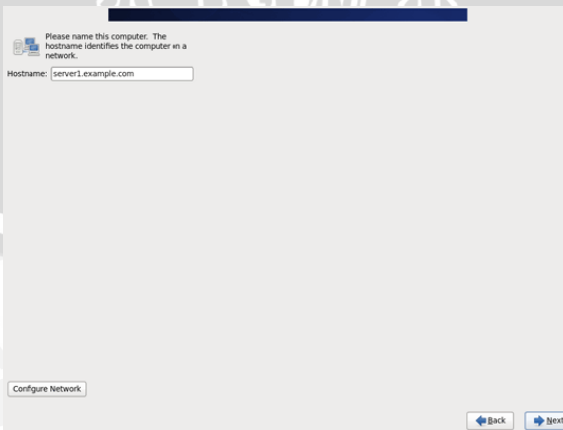 Please name this computer. The
hostname identifies the computer on a
network.
Hostname: server1.example.com
Configure Network
Back
Next